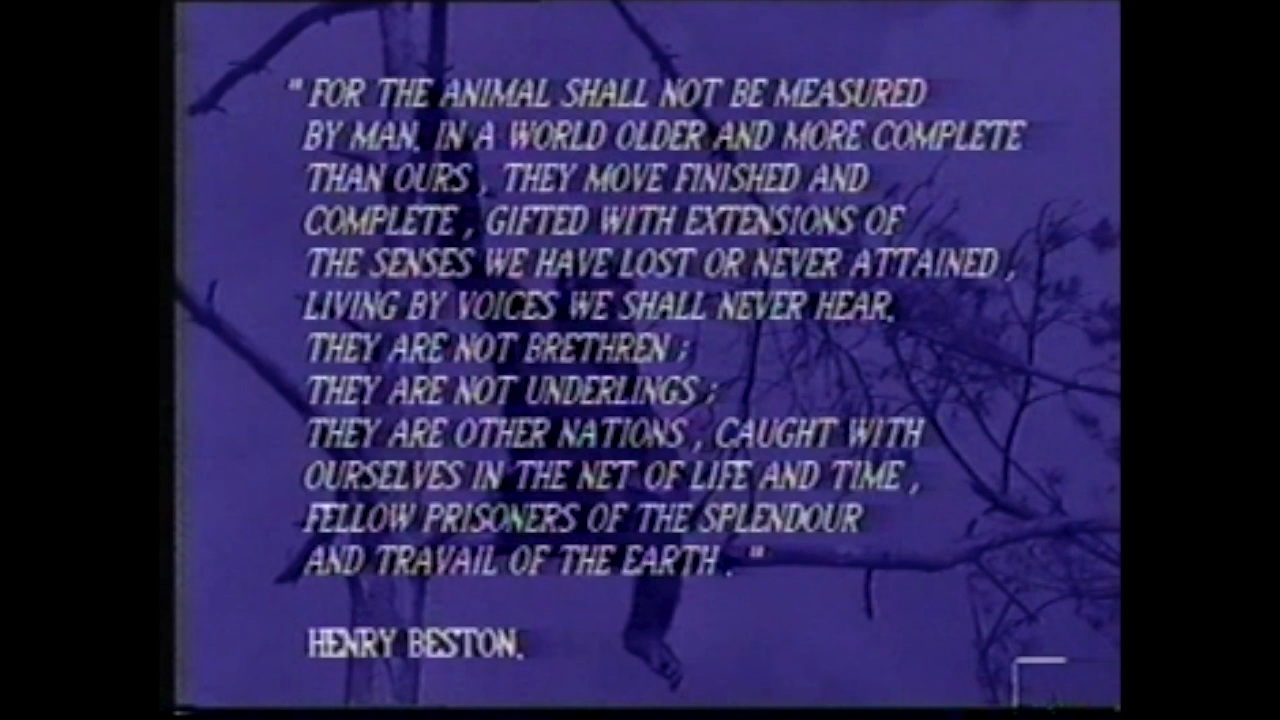 " FOR THE ANIMAL SHALL NOT BE MEASURED
BY MAN. IN A WORLD OLDER AND MORE COMPLETE
THAN OURS , THEY MOVE FINISHED AND
COMPLETE , GIFTED WITH EXTENSIONS OF
THE SENSES WE HAVE LOST OR NEVER ATTAINED ,
LIVING BY VOICES WE SHALL NEVER HEAR.
THEY ARE NOT BRETHREN ;
THEY ARE NOT UNDERLINGS ;
THEY ARE OTHER NATIONS , CAUGHT WITH
OURSELVES IN THE NET OF LIFE AND TIME ,
FELLOW PRISONERS OF THE SPLENDOUR
AND TRAVAIL OF THE EARTH . "
HENRY BESTON.